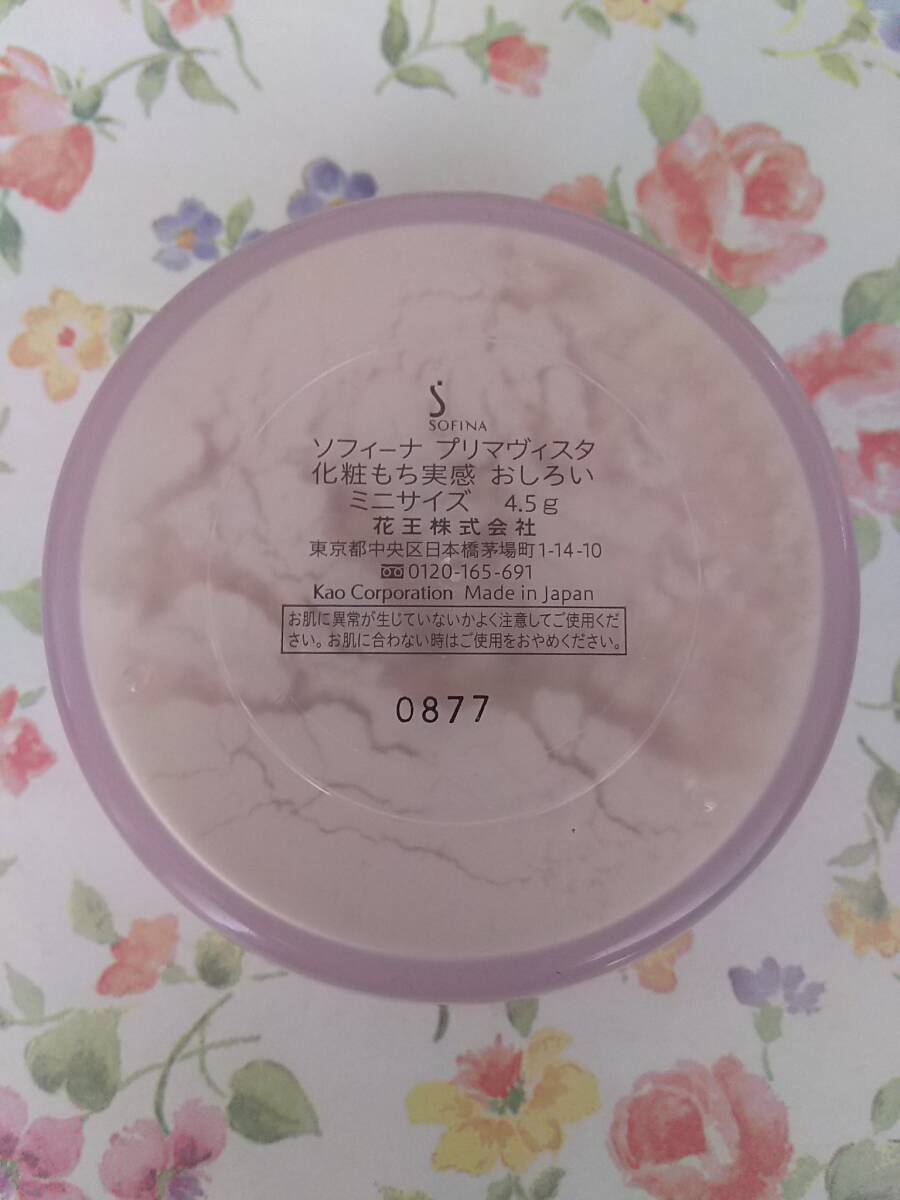 SOFINA
ソフィーナ プリマヴィスタ
化粧もち実感 おしろい
ミニサイズ 4.5g
花王株式会社
東京都中央区日本橋茅場町1-14-10
0120-165-691
Kao Corporation Made in Japan
お肌に異常が生じていないかよく注意してご使用くだ
さい。お肌に合わない時はご使用をおやめください。
0877